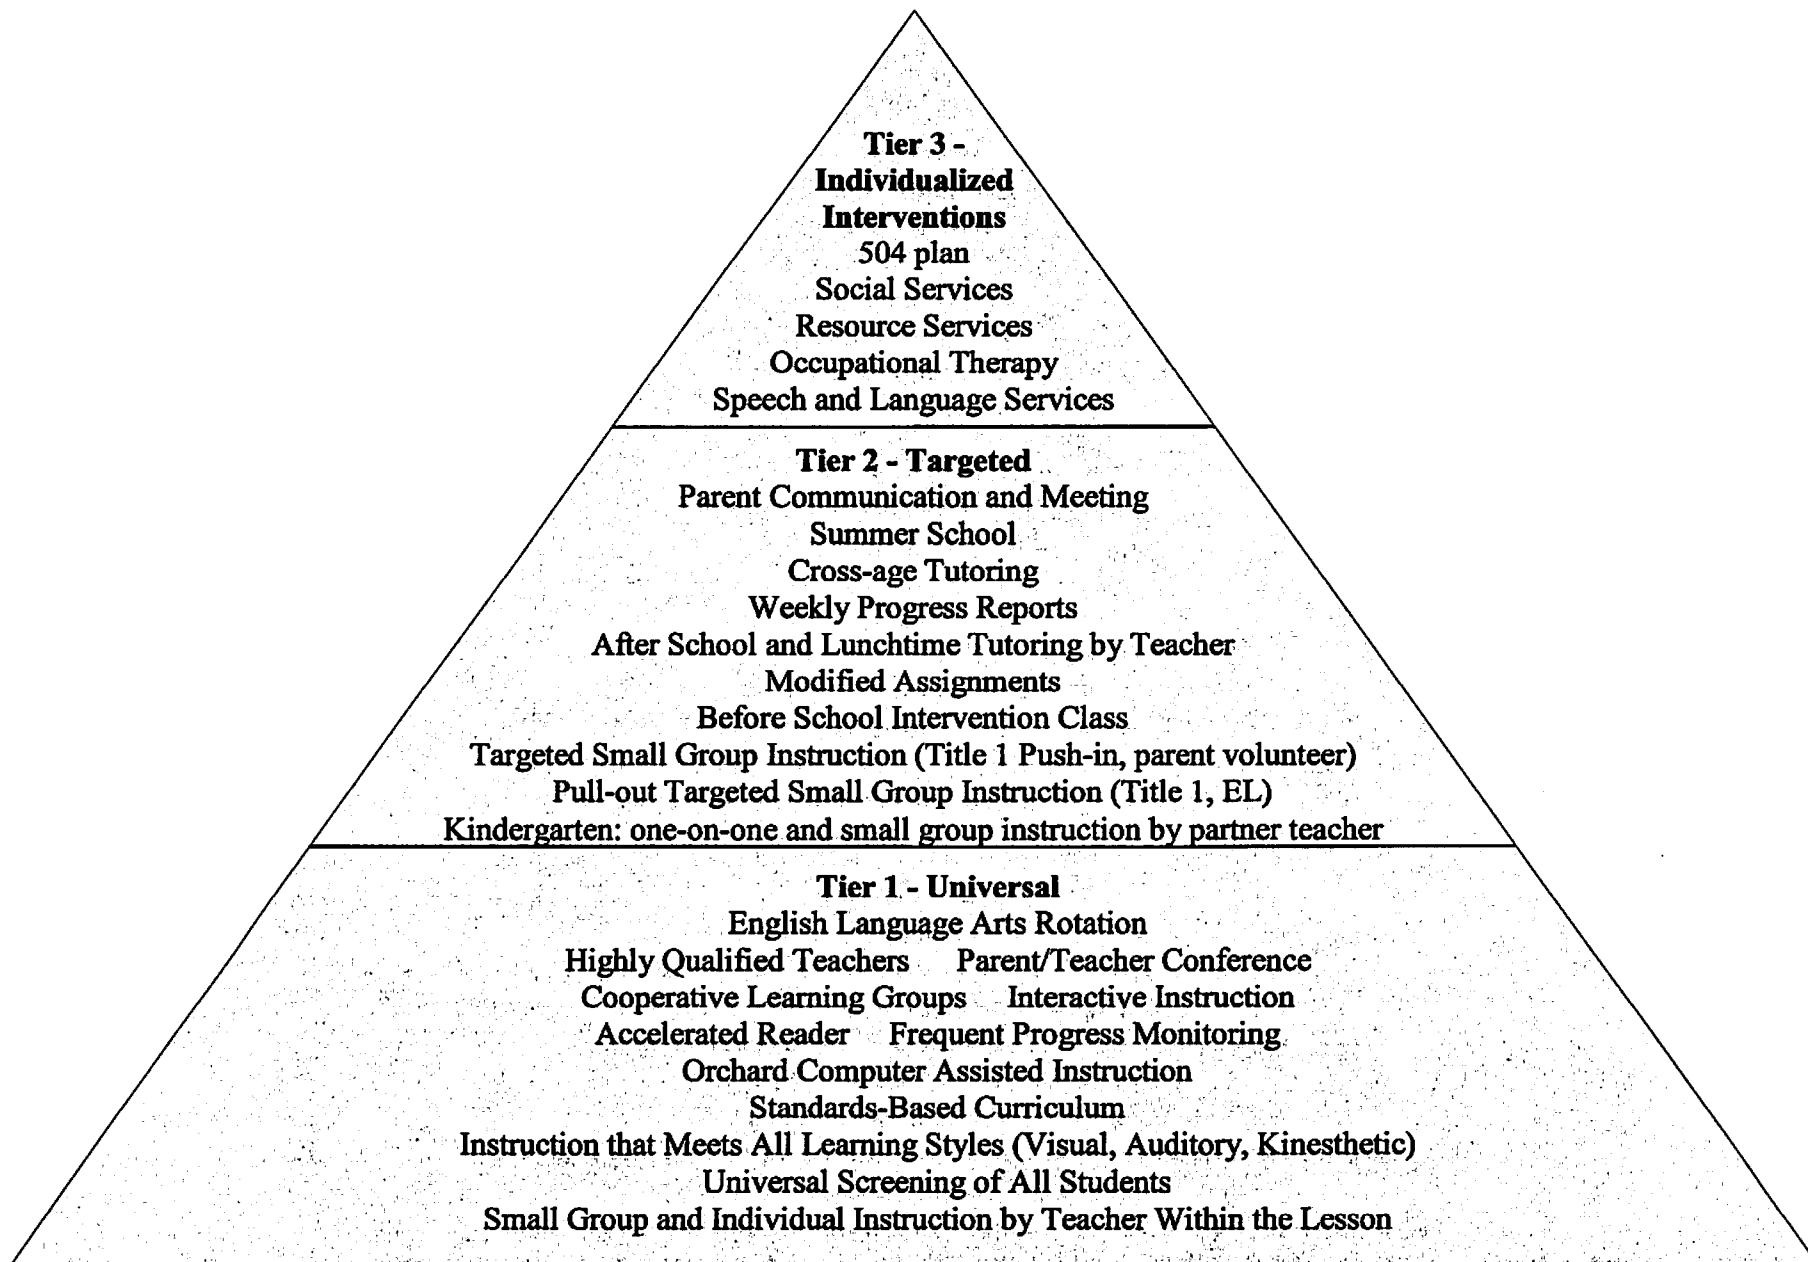 Tier 3 -
Individualized
Interventions
504 plan
Social Services
Resource Services
Occupational Therapy
Speech and Language Services
Tier 2 - Targeted
Parent Communication and Meeting
Summer School
Cross-age Tutoring
Weekly Progress Reports
After School and Lunchtime Tutoring by Teacher
Modified Assignments
Before School Intervention Class
Targeted Small Group Instruction (Title 1 Push-in, parent volunteer)
Pull-out Targeted Small Group Instruction (Title 1, EL)
Kindergarten: one-on-one and small group instruction by partner teacher
Tier 1 - Universal
English Language Arts Rotation
Highly Qualified Teachers Parent/Teacher Conference
Cooperative Learning Groups Interactive Instruction
Accelerated Reader Frequent Progress Monitoring
Orchard Computer Assisted Instruction
Standards-Based Curriculum
Instruction that Meets All Learning Styles (Visual, Auditory, Kinesthetic)
Universal Screening of All Students
Small Group and Individual Instruction by Teacher Within the Lesson